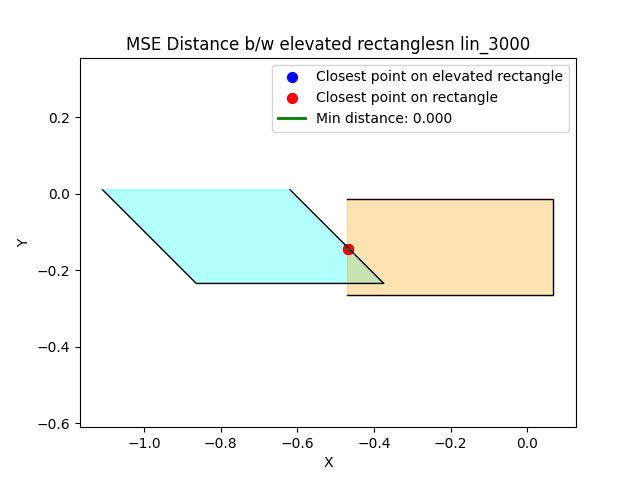 MSE Distance b/w elevated rectanglesn lin_3000
Closest point on elevated rectangle
Closest point on rectangle
Min distance: 0.000
0.2
0.0
−0.2
−0.4
−0.6
Y
−1.0 −0.8 −0.6 −0.4 −0.2 0.0
X